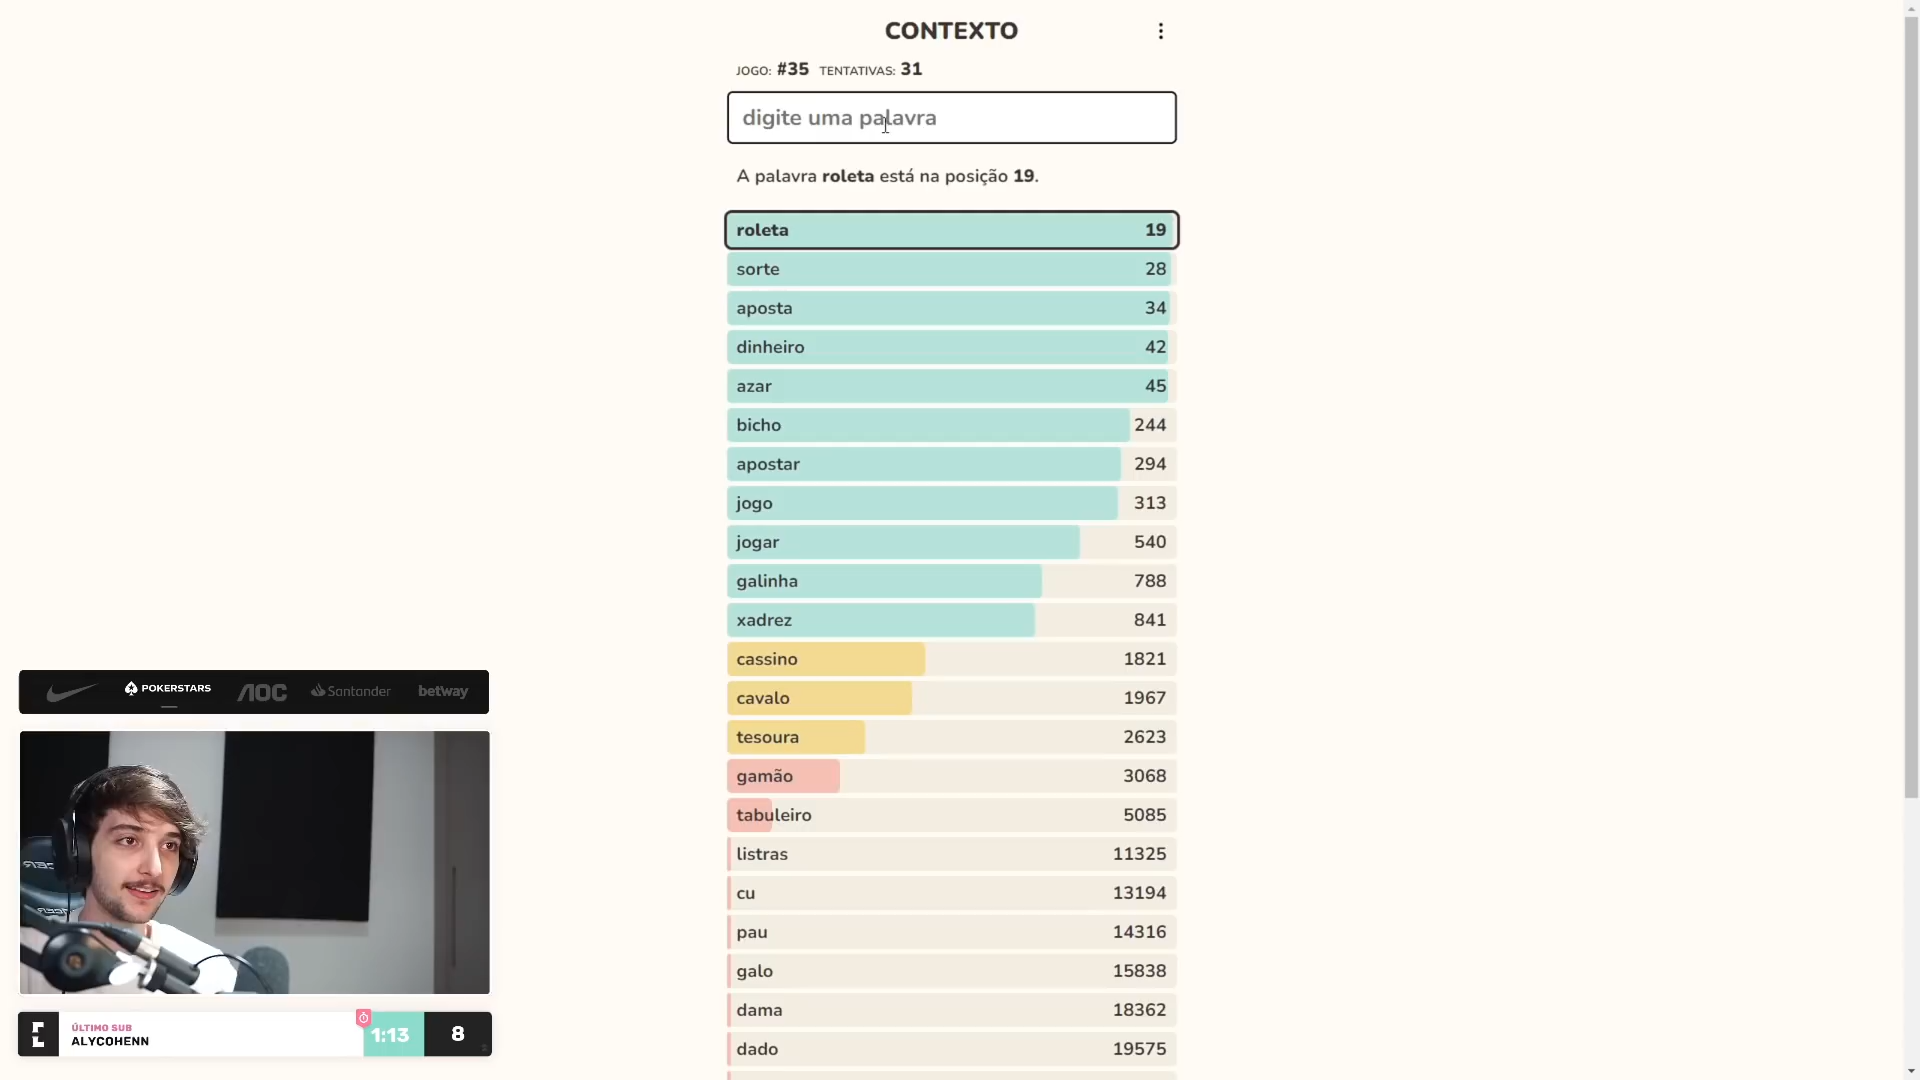 CONTEXTO
JOGO: #35 TENTATIVAS: 31
digite uma palavra
A palavra roleta está na posição 19.
roleta 19
sorte 28
aposta 34
dinheiro 42
azar 45
bicho 244
apostar 294
jogo 313
jogar 540
galinha 788
xadrez 841
cassino 1821
cavalo 1967
tesoura 2623
gamão 3068
tabuleiro 5085
listras 11325
cu 13194
pau 14316
galo 15838
dama 18362
dado 19575
POKERSTARS AOC Santander betway
ÚLTIMO SUB
ALYCOHENN
1:13 8